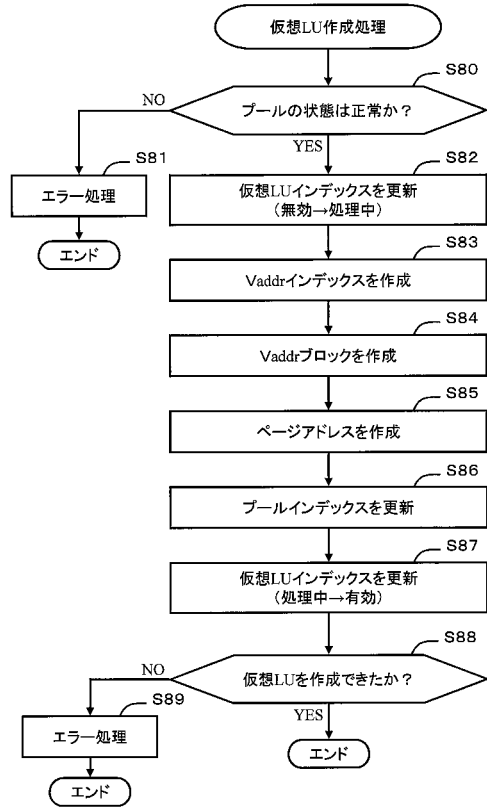 仮想LU作成処理
S80
プールの状態は正常か？
NO
YES
S81
エラー処理
エンド
S82
仮想LUインデックスを更新
（無効→処理中）
S83
Vaddrインデックスを作成
S84
Vaddrブロックを作成
S85
ページアドレスを作成
S86
プールインデックスを更新
S87
仮想LUインデックスを更新
（処理中→有効）
S88
仮想LUを作成できたか？
NO
YES
S89
エラー処理
エンド
エンド